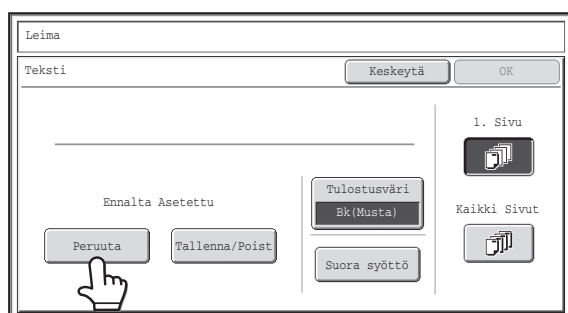 Leima
Teksti
Keskeytä
OK
1. Sivu
Ennalta Asetettu
Tulostusväri
Bk(Musta)
Kaikki Sivut
Peruuta
Tallenna/Poist
Suora syöttö